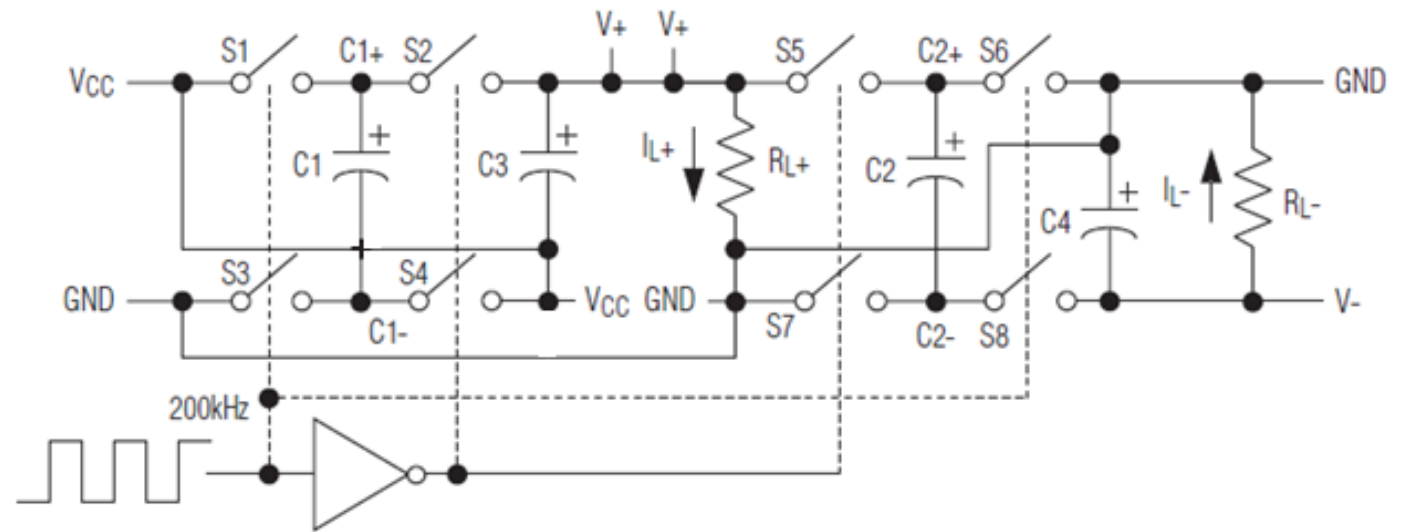 V+ V+
S1 C1+ S2 S5 C2+ S6
VCC GND
C1 C3 IL+ RL+ C2 IL- RL-
+ + + +
C4
S3 S4
GND VCC GND V-
C1- S7 C2- S8
200kHz